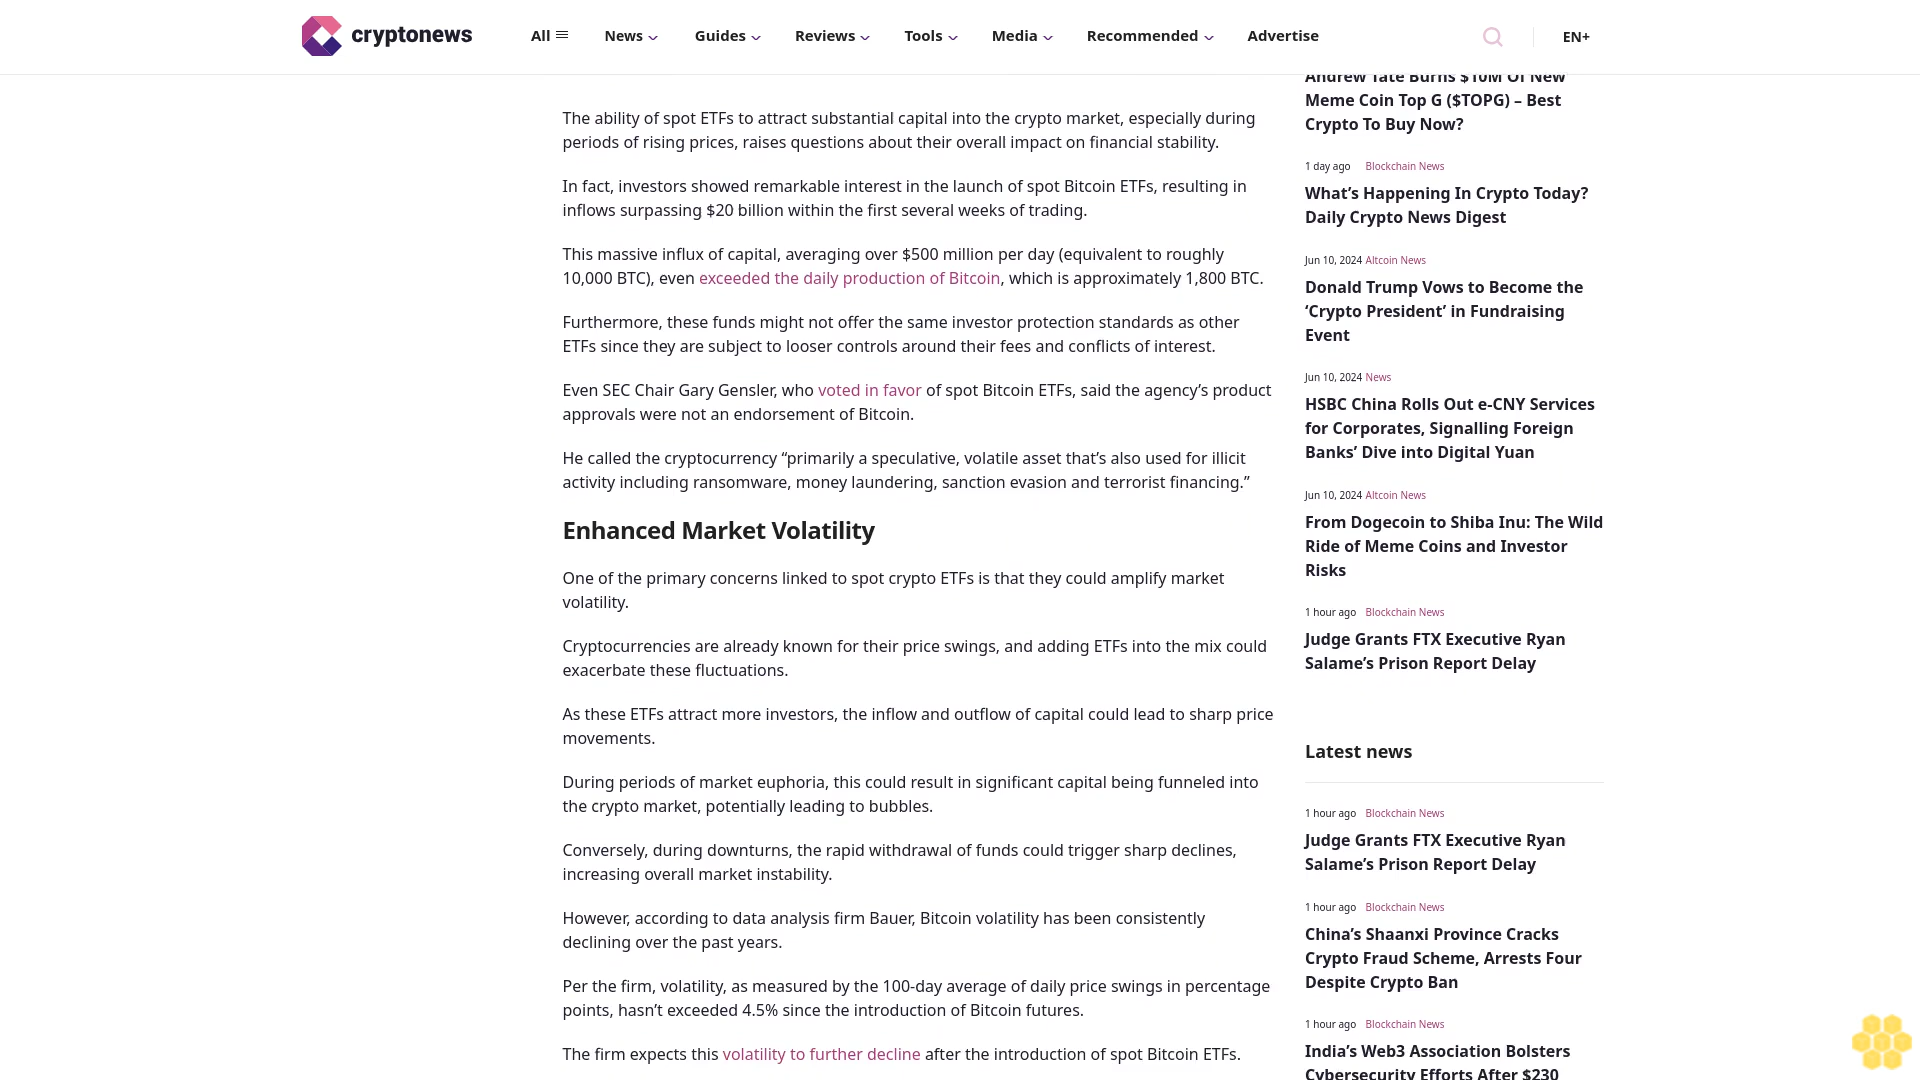 cryptonews
All
News
Guides
Reviews
Tools
Media
Recommended
Advertise
EN+
The ability of spot ETFs to attract substantial capital into the crypto market, especially during
periods of rising prices, raises questions about their overall impact on financial stability.
In fact, investors showed remarkable interest in the launch of spot Bitcoin ETFs, resulting in
inflows surpassing $20 billion within the first several weeks of trading.
This massive influx of capital, averaging over $500 million per day (equivalent to roughly
10,000 BTC), even exceeded the daily production of Bitcoin, which is approximately 1,800 BTC.
Furthermore, these funds might not offer the same investor protection standards as other
ETFs since they are subject to looser controls around their fees and conflicts of interest.
Even SEC Chair Gary Gensler, who voted in favor of spot Bitcoin ETFs, said the agency’s product
approvals were not an endorsement of Bitcoin.
He called the cryptocurrency “primarily a speculative, volatile asset that’s also used for illicit
activity including ransomware, money laundering, sanction evasion and terrorist financing.”
Enhanced Market Volatility
One of the primary concerns linked to spot crypto ETFs is that they could amplify market
volatility.
Cryptocurrencies are already known for their price swings, and adding ETFs into the mix could
exacerbate these fluctuations.
As these ETFs attract more investors, the inflow and outflow of capital could lead to sharp price
movements.
During periods of market euphoria, this could result in significant capital being funneled into
the crypto market, potentially leading to bubbles.
Conversely, during downturns, the rapid withdrawal of funds could trigger sharp declines,
increasing overall market instability.
However, according to data analysis firm Bauer, Bitcoin volatility has been consistently
declining over the past years.
Per the firm, volatility, as measured by the 100-day average of daily price swings in percentage
points, hasn’t exceeded 4.5% since the introduction of Bitcoin futures.
The firm expects this volatility to further decline after the introduction of spot Bitcoin ETFs.
Andrew Tate Burns $10M Of New
Meme Coin Top G ($TOPG) – Best
Crypto To Buy Now?
1 day ago Blockchain News
What’s Happening In Crypto Today?
Daily Crypto News Digest
Jun 10, 2024 Altcoin News
Donald Trump Vows to Become the
‘Crypto President’ in Fundraising
Event
Jun 10, 2024 News
HSBC China Rolls Out e-CNY Services
for Corporates, Signalling Foreign
Banks’ Dive into Digital Yuan
Jun 10, 2024 Altcoin News
From Dogecoin to Shiba Inu: The Wild
Ride of Meme Coins and Investor
Risks
1 hour ago Blockchain News
Judge Grants FTX Executive Ryan
Salame’s Prison Report Delay
Latest news
1 hour ago Blockchain News
Judge Grants FTX Executive Ryan
Salame’s Prison Report Delay
1 hour ago Blockchain News
China’s Shaanxi Province Cracks
Crypto Fraud Scheme, Arrests Four
Despite Crypto Ban
1 hour ago Blockchain News
India’s Web3 Association Bolsters
Cybersecurity Efforts After $230